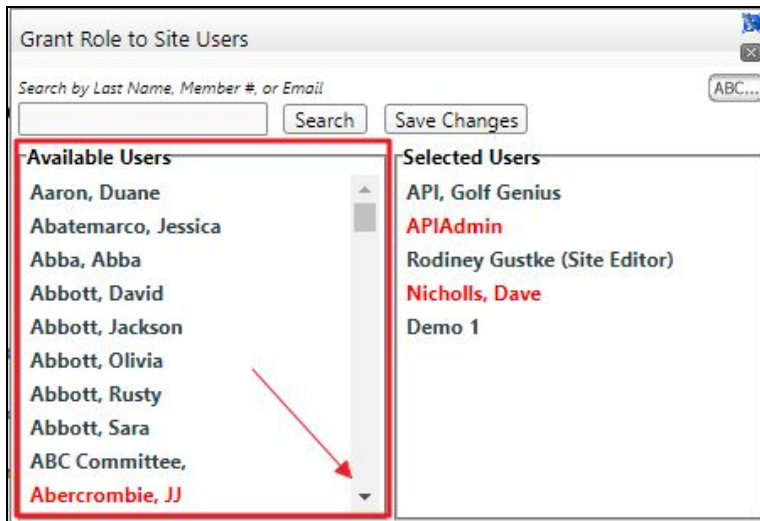 Grant Role to Site Users
Search by Last Name, Member #, or Email
ABC...
Search
Save Changes
Available Users
Aaron, Duane
Abatemarco, Jessica
Abba, Abba
Abbott, David
Abbott, Jackson
Abbott, Olivia
Abbott, Rusty
Abbott, Sara
ABC Committee,
Abercrombie, JJ
Selected Users
API, Golf Genius
APIAdmin
Rodiney Gustke (Site Editor)
Nicholls, Dave
Demo 1